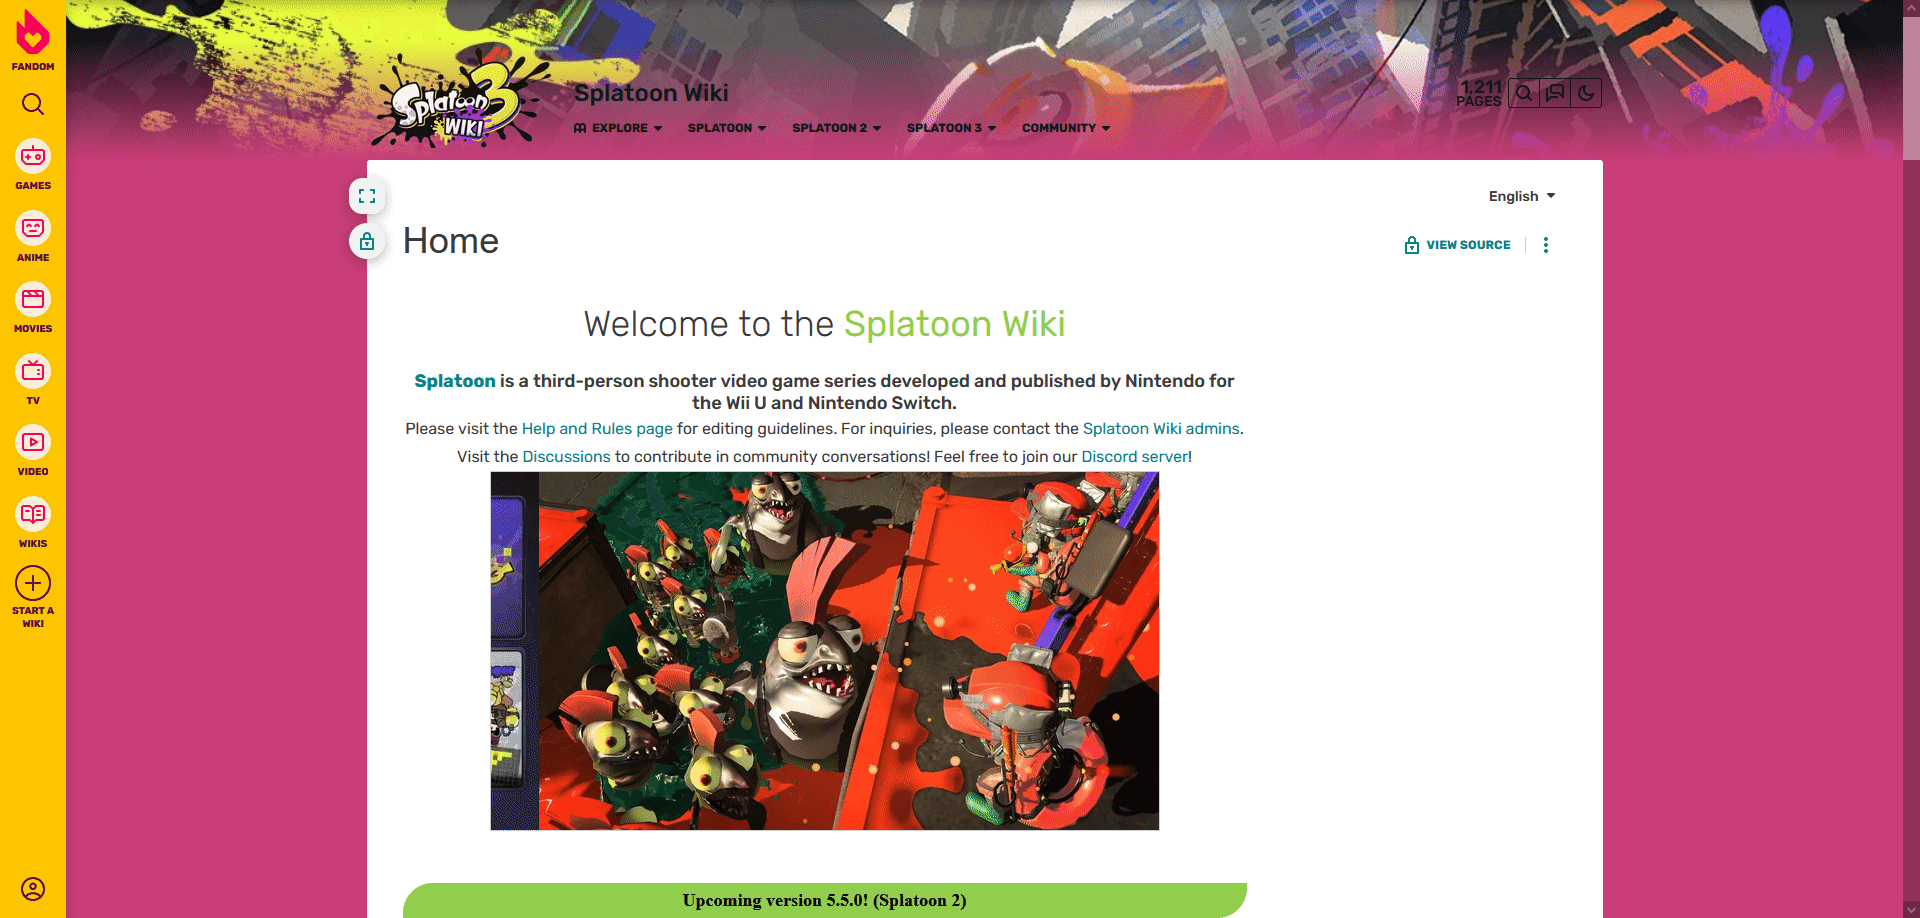 FANDOM
GAMES
ANIME
MOVIES
TV
VIDEO
WIKIS
START A
WIKI
Splatoon 3
WIKI
Splatoon Wiki
EXPLORE
SPLATOON
SPLATOON 2
SPLATOON 3
COMMUNITY
1,211
PAGES
English
Home
VIEW SOURCE
Welcome to the Splatoon Wiki
Splatoon is a third-person shooter video game series developed and published by Nintendo for
the Wii U and Nintendo Switch.
Please visit the Help and Rules page for editing guidelines. For inquiries, please contact the Splatoon Wiki admins.
Visit the Discussions to contribute in community conversations! Feel free to join our Discord server!
Upcoming version 5.5.0! (Splatoon 2)